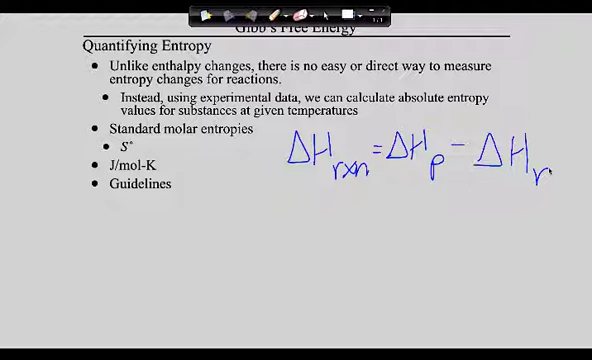 Gibb's Free Energy
Quantifying Entropy
• Unlike enthalpy changes, there is no easy or direct way to measure
entropy changes for reactions.
• Instead, using experimental data, we can calculate absolute entropy
values for substances at given temperatures
• Standard molar entropies
• S°
• J/mol-K
• Guidelines
ΔH_rxn = ΔH_p − ΔH_r